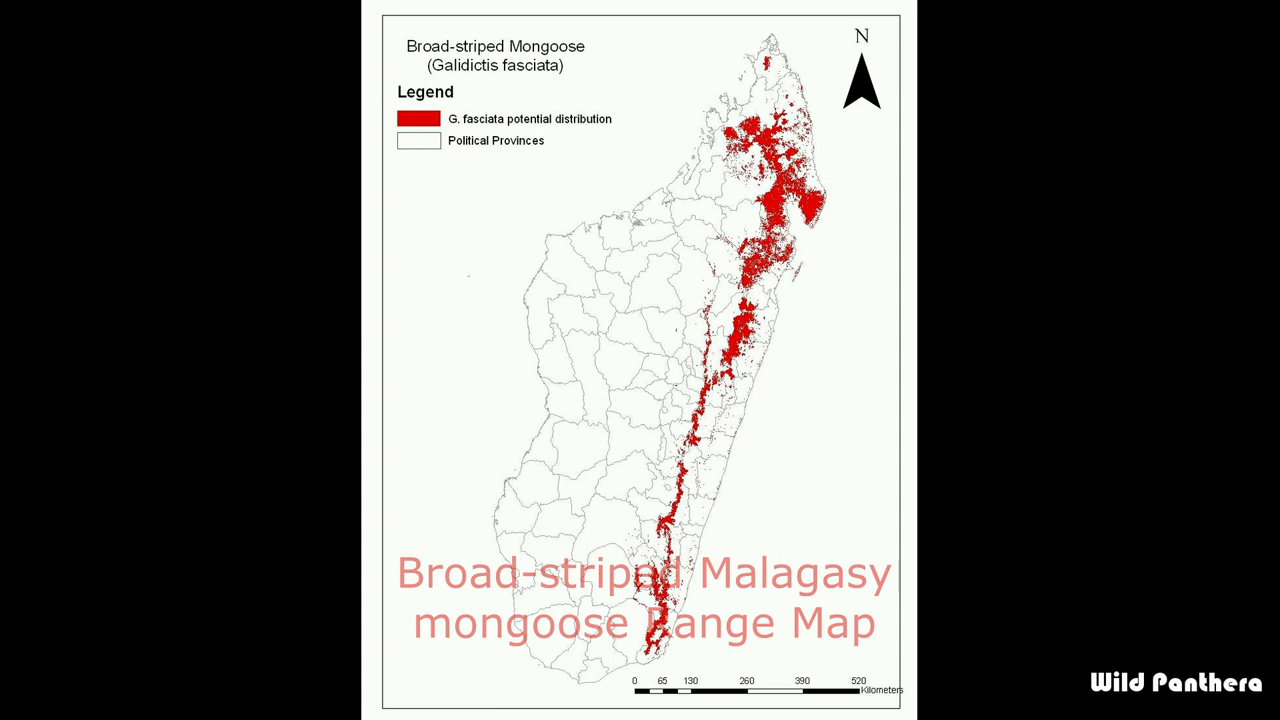 Broad-striped Mongoose
(Galidictis fasciata)
N
Legend
G. fasciata potential distribution
Political Provinces
Broad-striped Malagasy
mongoose Range Map
0 65 130 260 390 520
Kilometers
Wild Panthera